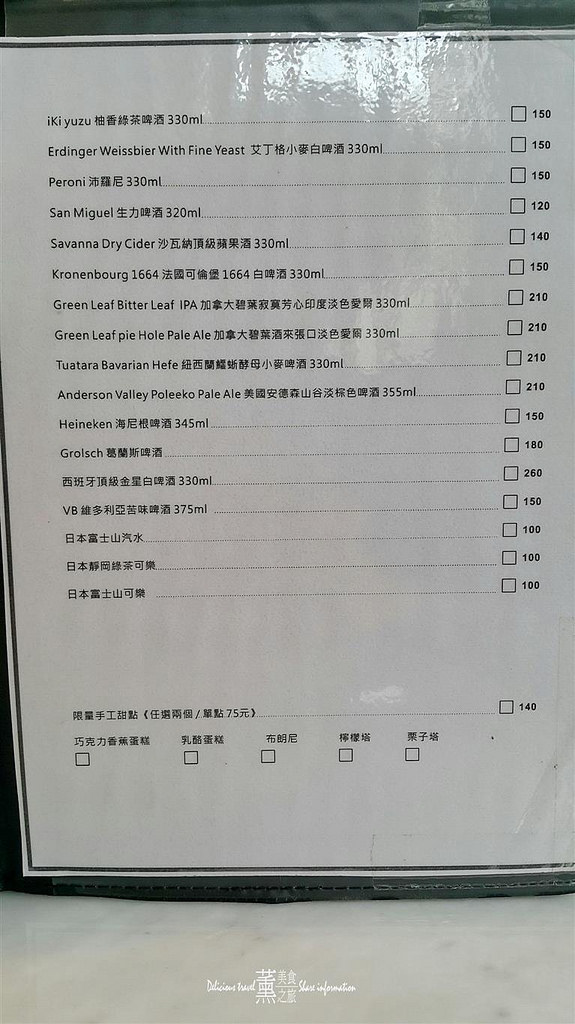 iKi yuzu 柚香綠茶啤酒 330ml 150
Erdinger Weissbier With Fine Yeast 艾丁格小麥白啤酒 330ml 150
Peroni 沛羅尼 330ml 150
San Miguel 生力啤酒 320ml 120
Savanna Dry Cider 沙瓦納頂級蘋果酒 330ml 140
Kronenbourg 1664 法國可倫堡 1664 白啤酒 330ml 150
Green Leaf Bitter Leaf IPA 加拿大碧葉寂寞芳心印度淡色愛爾 330ml 210
Green Leaf pie Hole Pale Ale 加拿大碧葉酒來張口淡色愛爾 330ml 210
Tuatara Bavarian Hefe 紐西蘭鱷蜥酵母小麥啤酒 330ml 210
Anderson Valley Poleeko Pale Ale 美國安德森山谷淡棕色啤酒 355ml 210
Heineken 海尼根啤酒 345ml 150
Grolsch 葛蘭斯啤酒 180
西班牙頂級金星白啤酒 330ml 260
VB 維多利亞苦味啤酒 375ml 150
日本富士山汽水 100
日本靜岡綠茶可樂 100
日本富士山可樂 100
限量手工甜點《任選兩個 / 單點 75元》 140
巧克力香蕉蛋糕 乳酪蛋糕 布朗尼 檸檬塔 栗子塔
Delicious travel 薰 美食之旅 Share information